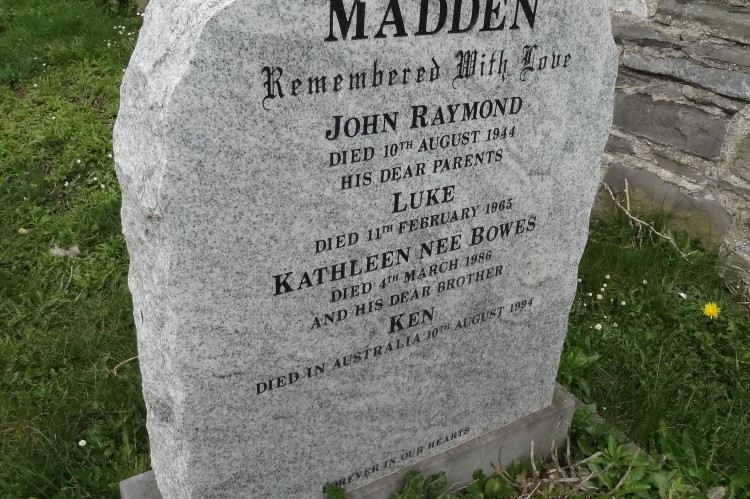 MADDEN
Remembered With Love
JOHN RAYMOND
DIED 10TH AUGUST 1944
HIS DEAR PARENTS
LUKE
DIED 11TH FEBRUARY 1965
KATHLEEN NEE BOWES
DIED 4TH MARCH 1986
AND HIS DEAR BROTHER
KEN
DIED IN AUSTRALIA 10TH AUGUST 1994
FOREVER IN OUR HEARTS